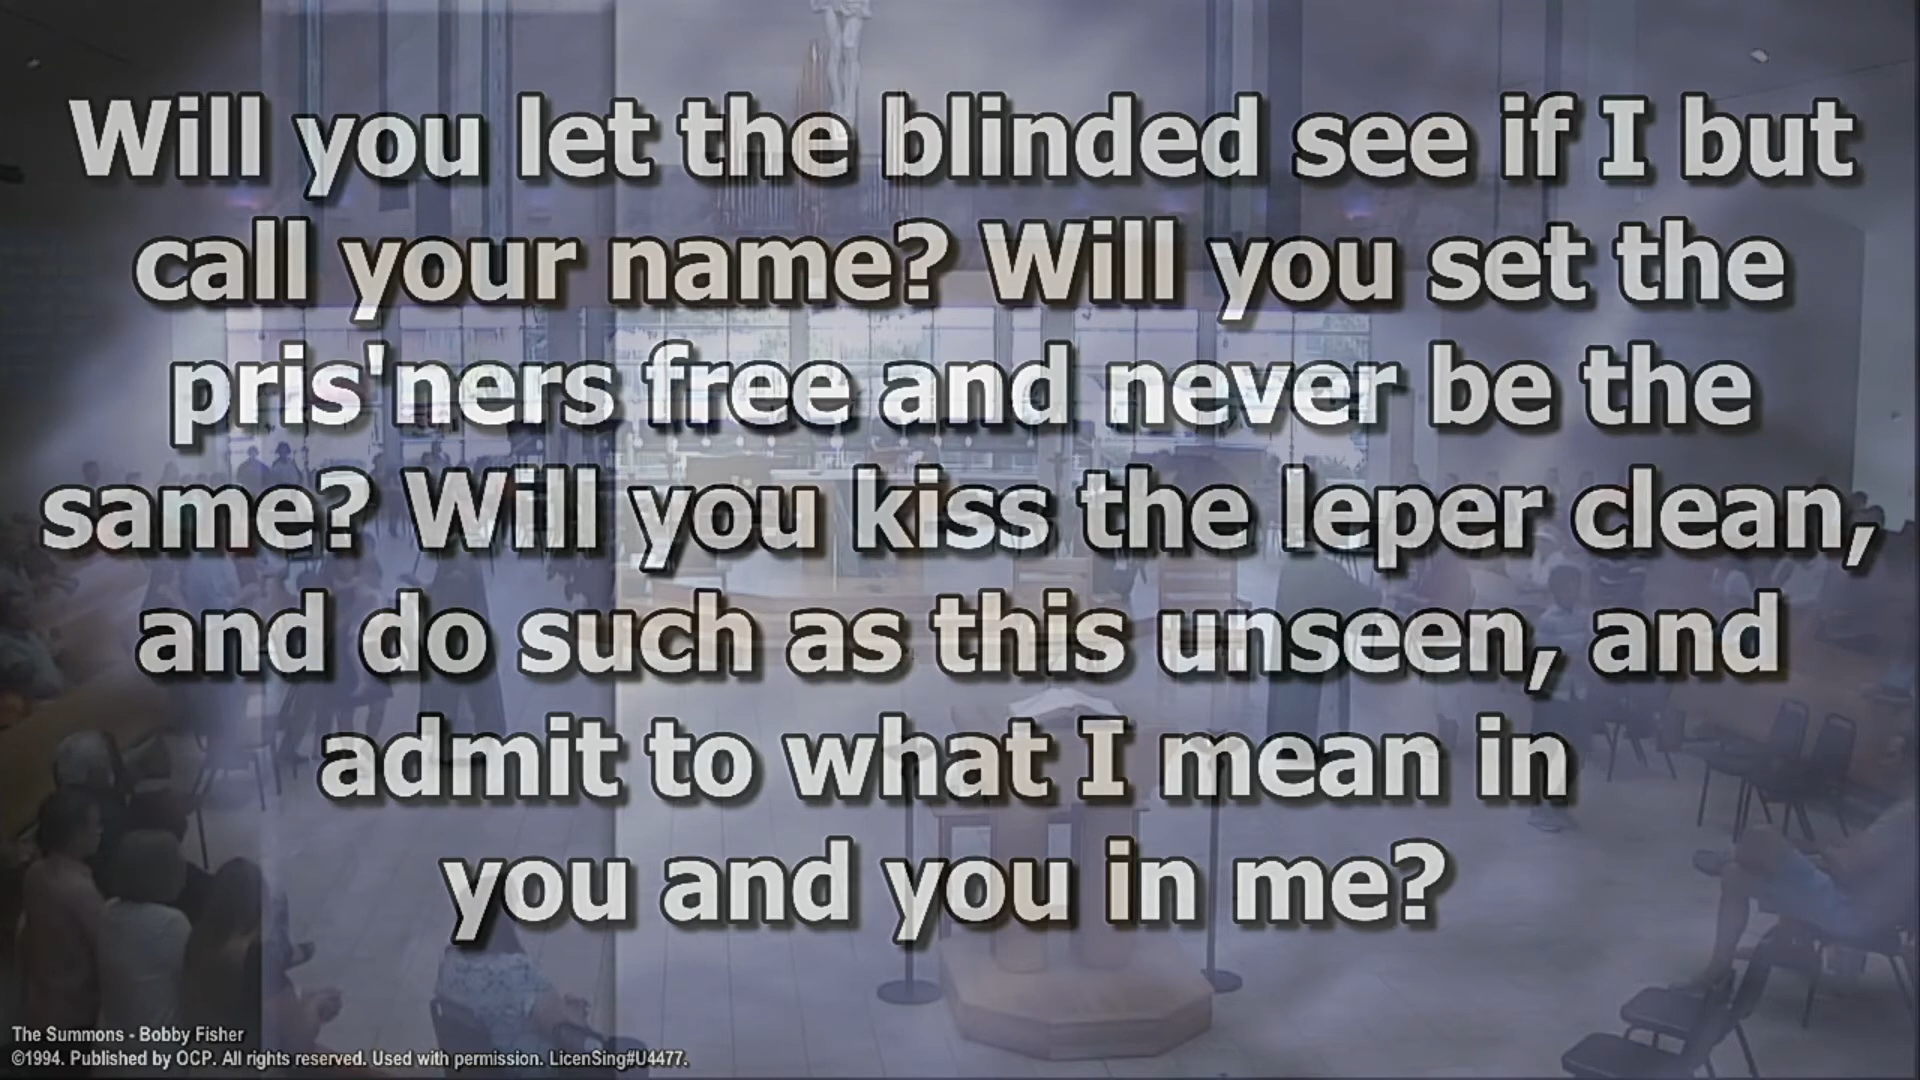 Will you let the blinded see if I but
call your name? Will you set the
pris'ners free and never be the
same? Will you kiss the leper clean,
and do such as this unseen, and
admit to what I mean in
you and you in me?
The Summons - Bobby Fisher
©1994. Published by OCP. All rights reserved. Used with permission. LicenSing#U4477.